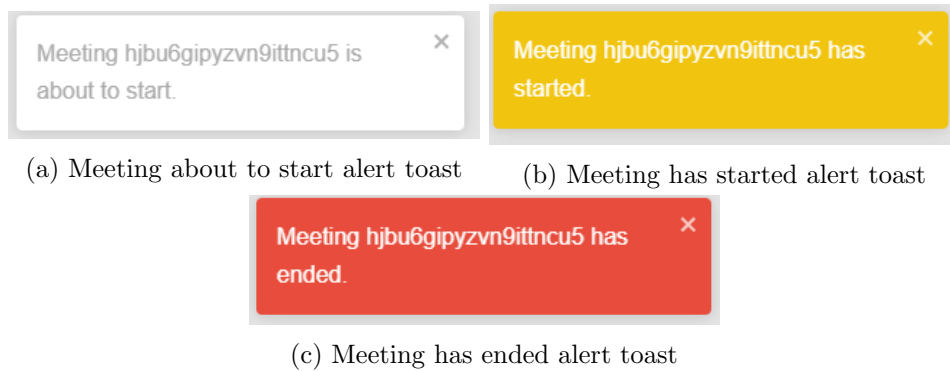 Meeting hjbu6gipyzvn9ittncu5 is ×
about to start.
(a) Meeting about to start alert toast
Meeting hjbu6gipyzvn9ittncu5 has ×
started.
(b) Meeting has started alert toast
Meeting hjbu6gipyzvn9ittncu5 has ×
ended.
(c) Meeting has ended alert toast